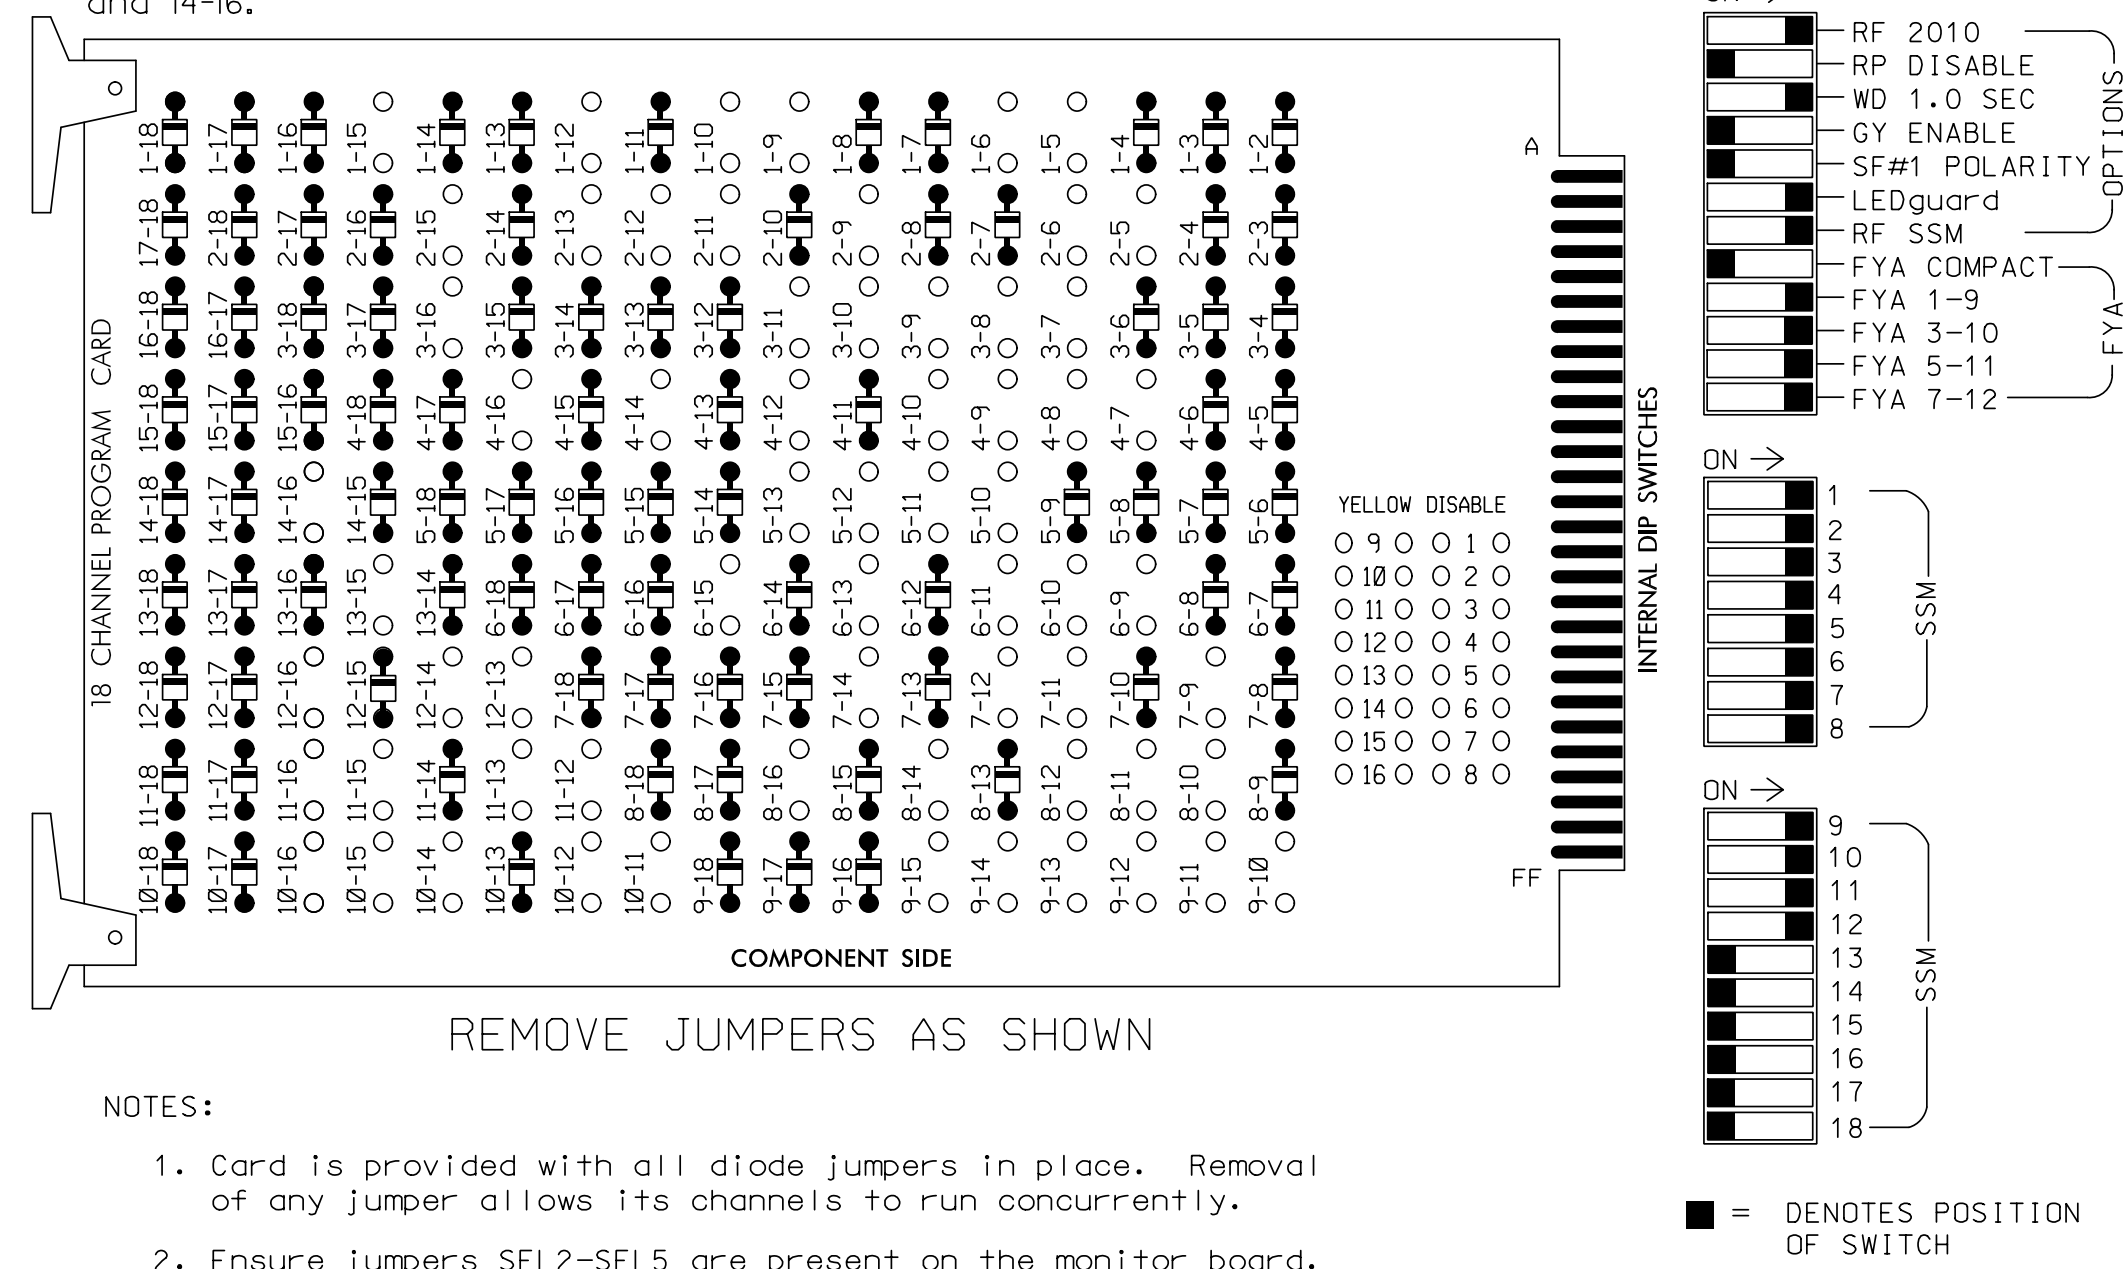 and 14-16.
18 CHANNEL PROGRAM CARD
1-18 1-17 1-16 1-15 1-14 1-13 1-12 1-11 1-10 1-9 1-8 1-7 1-6 1-5 1-4 1-3 1-2
17-18 2-18 2-17 2-16 2-15 2-14 2-13 2-12 2-11 2-10 2-9 2-8 2-7 2-6 2-5 2-4 2-3
16-18 16-17 3-18 3-17 3-16 3-15 3-14 3-13 3-12 3-11 3-10 3-9 3-8 3-7 3-6 3-5 3-4
15-18 15-17 15-16 4-18 4-17 4-16 4-15 4-14 4-13 4-12 4-11 4-10 4-9 4-8 4-7 4-6 4-5
14-18 14-17 14-16 14-15 5-18 5-17 5-16 5-15 5-14 5-13 5-12 5-11 5-10 5-9 5-8 5-7 5-6
13-18 13-17 13-16 13-15 13-14 6-18 6-17 6-16 6-15 6-14 6-13 6-12 6-11 6-10 6-9 6-8 6-7
12-18 12-17 12-16 12-15 12-14 12-13 7-18 7-17 7-16 7-15 7-14 7-13 7-12 7-11 7-10 7-9 7-8
11-18 11-17 11-16 11-15 11-14 11-13 11-12 8-18 8-17 8-16 8-15 8-14 8-13 8-12 8-11 8-10 8-9
10-18 10-17 10-16 10-15 10-14 10-13 10-12 10-11 9-18 9-17 9-16 9-15 9-14 9-13 9-12 9-11 9-10
YELLOW DISABLE
9 1
10 2
11 3
12 4
13 5
14 6
15 7
16 8
A
FF
COMPONENT SIDE
INTERNAL DIP SWITCHES
REMOVE JUMPERS AS SHOWN
NOTES:
1. Card is provided with all diode jumpers in place. Removal
of any jumper allows its channels to run concurrently.
2. Ensure jumpers SEL2-SEL5 are present on the monitor board.
ON
RF 2010
RP DISABLE
WD 1.0 SEC
GY ENABLE
SF#1 POLARITY
LEDguard
RF SSM
OPTIONS
FYA COMPACT
FYA 1-9
FYA 3-10
FYA 5-11
FYA 7-12
FYA
ON
1
2
3
4
5
6
7
8
SSM
ON
9
10
11
12
13
14
15
16
17
18
SSM
= DENOTES POSITION
OF SWITCH